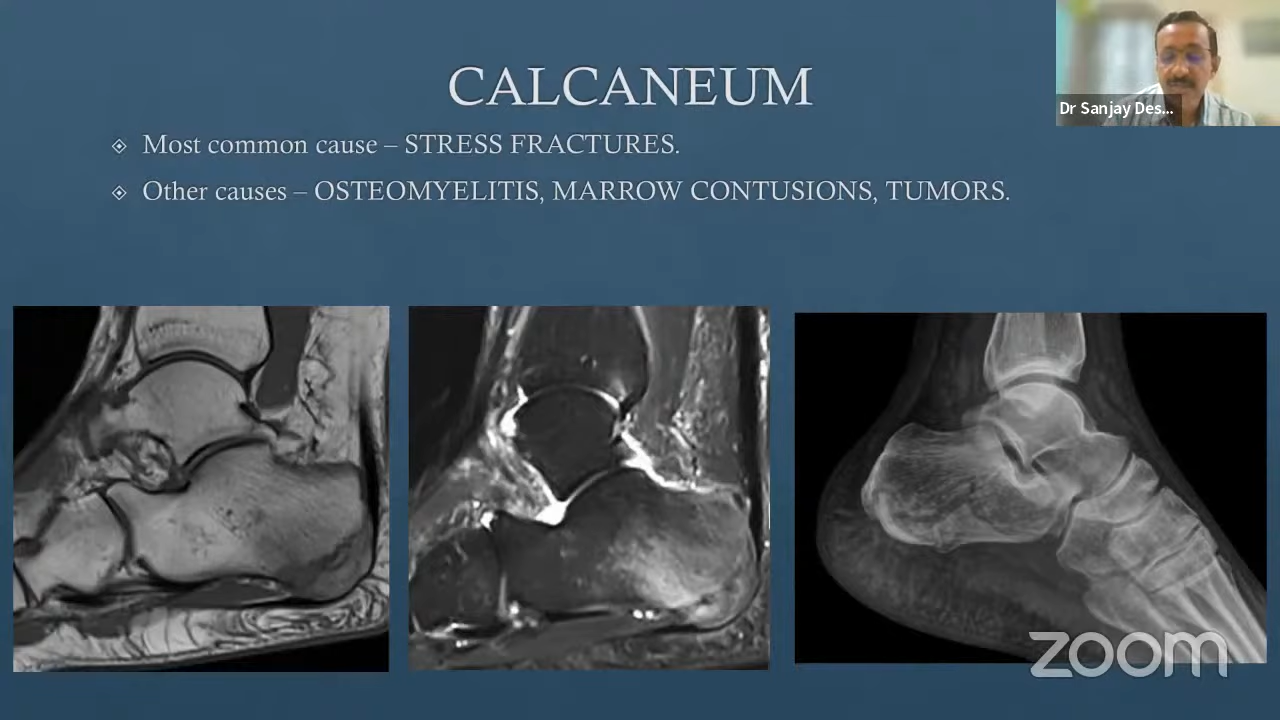 CALCANEUM
Most common cause – STRESS FRACTURES.
Other causes – OSTEOMYELITIS, MARROW CONTUSIONS, TUMORS.
Dr Sanjay Des...
zoom